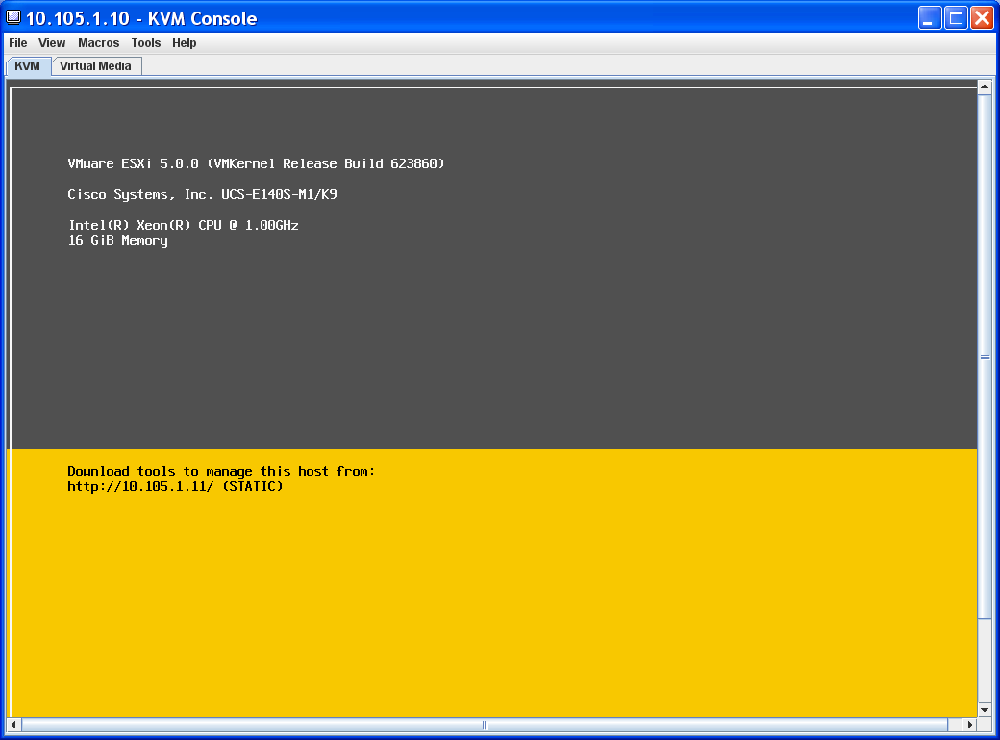 10.105.1.10 - KVM Console
File View Macros Tools Help
KVM Virtual Media
VMware ESXi 5.0.0 (VMKernel Release Build 623860)
Cisco Systems, Inc. UCS-E140S-M1/K9
Intel(R) Xeon(R) CPU @ 1.00GHz
16 GiB Memory
Download tools to manage this host from:
http://10.105.1.11/ (STATIC)